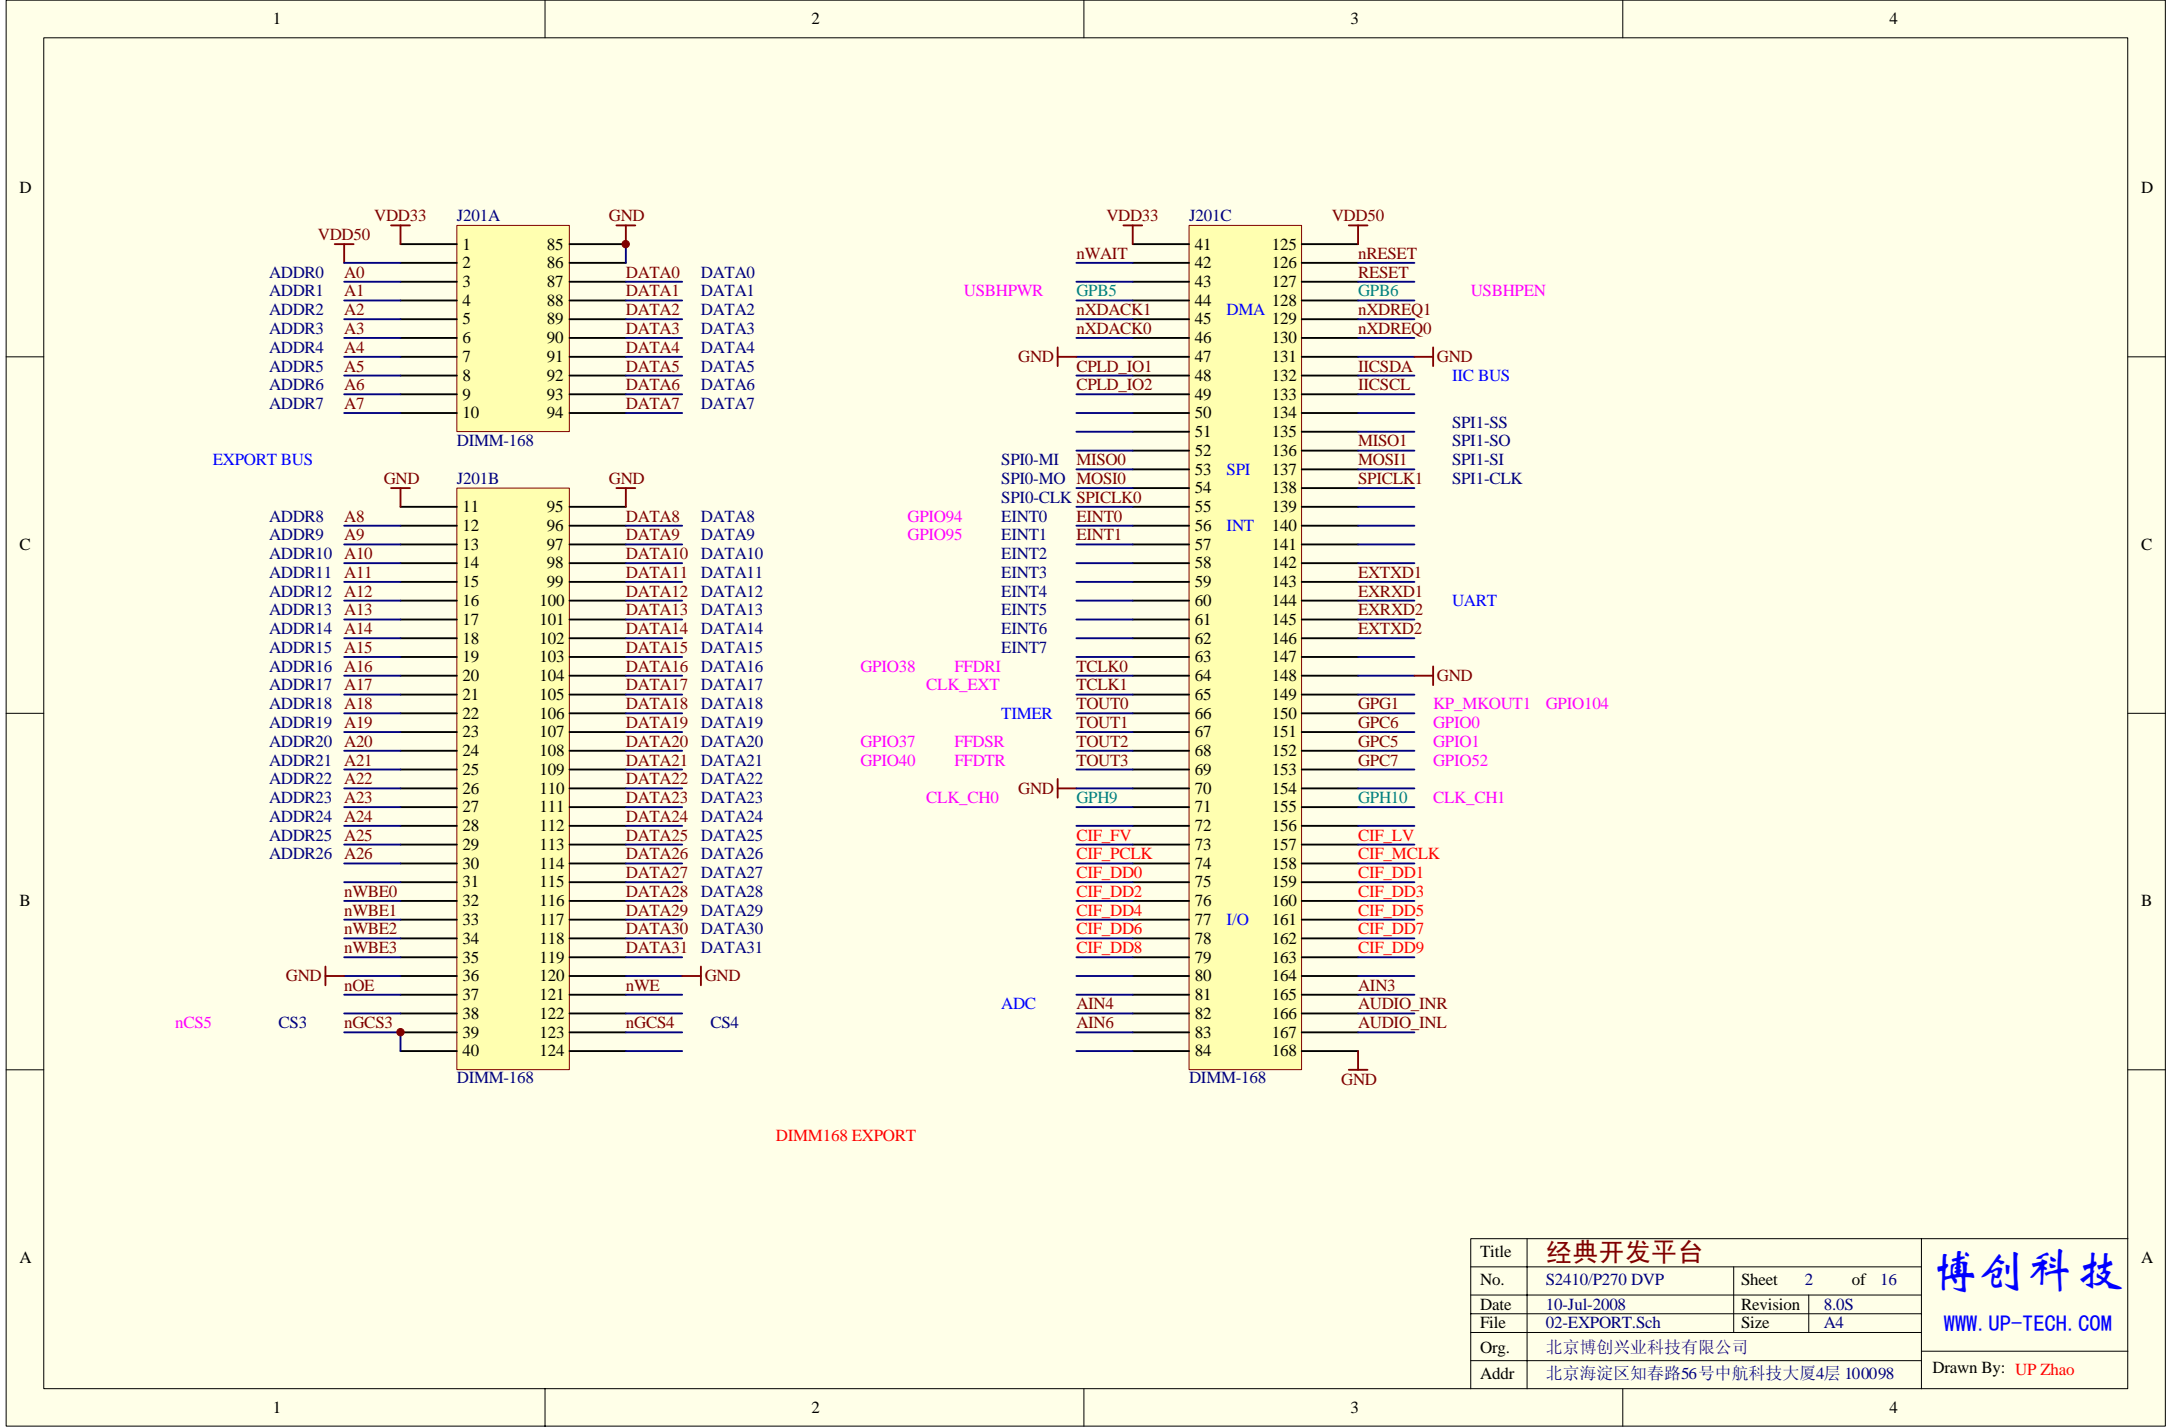 1 2 3 4
D D
VDD33 J201A GND
VDD50
1 85
2 86
ADDR0 A0 3 87 DATA0 DATA0
ADDR1 A1 4 88 DATA1 DATA1
ADDR2 A2 5 89 DATA2 DATA2
ADDR3 A3 6 90 DATA3 DATA3
ADDR4 A4 7 91 DATA4 DATA4
ADDR5 A5 8 92 DATA5 DATA5
ADDR6 A6 9 93 DATA6 DATA6
ADDR7 A7 10 94 DATA7 DATA7
DIMM-168
EXPORT BUS
GND J201B GND
11 95
ADDR8 A8 12 96 DATA8 DATA8
ADDR9 A9 13 97 DATA9 DATA9
ADDR10 A10 14 98 DATA10 DATA10
ADDR11 A11 15 99 DATA11 DATA11
ADDR12 A12 16 100 DATA12 DATA12
ADDR13 A13 17 101 DATA13 DATA13
ADDR14 A14 18 102 DATA14 DATA14
ADDR15 A15 19 103 DATA15 DATA15
ADDR16 A16 20 104 DATA16 DATA16
ADDR17 A17 21 105 DATA17 DATA17
ADDR18 A18 22 106 DATA18 DATA18
ADDR19 A19 23 107 DATA19 DATA19
ADDR20 A20 24 108 DATA20 DATA20
ADDR21 A21 25 109 DATA21 DATA21
ADDR22 A22 26 110 DATA22 DATA22
ADDR23 A23 27 111 DATA23 DATA23
ADDR24 A24 28 112 DATA24 DATA24
ADDR25 A25 29 113 DATA25 DATA25
ADDR26 A26 30 114 DATA26 DATA26
31 115 DATA27 DATA27
nWBE0 32 116 DATA28 DATA28
nWBE1 33 117 DATA29 DATA29
nWBE2 34 118 DATA30 DATA30
nWBE3 35 119 DATA31 DATA31
GND 36 120 GND
nOE 37 121 nWE
38 122
nCS5 CS3 nGCS3 39 123 nGCS4 CS4
40 124
DIMM-168
VDD33 J201C VDD50
41 125
nWAIT 42 126 nRESET
43 127 RESET
USBHPWR GPB5 44 128 GPB6 USBHPEN
nXDACK1 45 DMA 129 nXDREQ1
nXDACK0 46 130 nXDREQ0
GND 47 131 GND
CPLD_IO1 48 132 IICSDA IIC BUS
CPLD_IO2 49 133 IICSCL
50 134
51 135 SPI1-SS
52 136 MISO1 SPI1-SO
SPI0-MI MISO0 53 SPI 137 MOSI1 SPI1-SI
SPI0-MO MOSI0 54 138 SPICLK1 SPI1-CLK
SPI0-CLK SPICLK0 55 139
GPIO94 EINT0 EINT0 56 INT 140
GPIO95 EINT1 EINT1 57 141
EINT2 58 142
EINT3 59 143 EXTXD1
EINT4 60 144 EXRXD1 UART
EINT5 61 145 EXRXD2
EINT6 62 146 EXTXD2
EINT7 63 147
GPIO38 FFDRI TCLK0 64 148 GND
CLK_EXT TCLK1 65 149
TIMER TOUT0 66 150 GPG1 KP_MKOUT1 GPIO104
TOUT1 67 151 GPC6 GPIO0
GPIO37 FFDSR TOUT2 68 152 GPC5 GPIO1
GPIO40 FFDTR TOUT3 69 153 GPC7 GPIO52
GND 70 154
CLK_CH0 GPH9 71 155 GPH10 CLK_CH1
72 156
CIF_FV 73 157 CIF_LV
CIF_PCLK 74 158 CIF_MCLK
CIF_DD0 75 159 CIF_DD1
CIF_DD2 76 160 CIF_DD3
CIF_DD4 77 I/O 161 CIF_DD5
CIF_DD6 78 162 CIF_DD7
CIF_DD8 79 163 CIF_DD9
80 164
81 165 AIN3
ADC AIN4 82 166 AUDIO_INR
AIN6 83 167 AUDIO_INL
84 168
DIMM-168 GND
C C
B B
DIMM168 EXPORT
A A
Title 经典开发平台
No. S2410/P270 DVP Sheet 2 of 16
Date 10-Jul-2008 Revision 8.0S
File 02-EXPORT.Sch Size A4
Org. 北京博创兴业科技有限公司
Addr 北京海淀区知春路56号中航科技大厦4层 100098
博创科技
WWW.UP-TECH.COM
Drawn By: UP Zhao
1 2 3 4